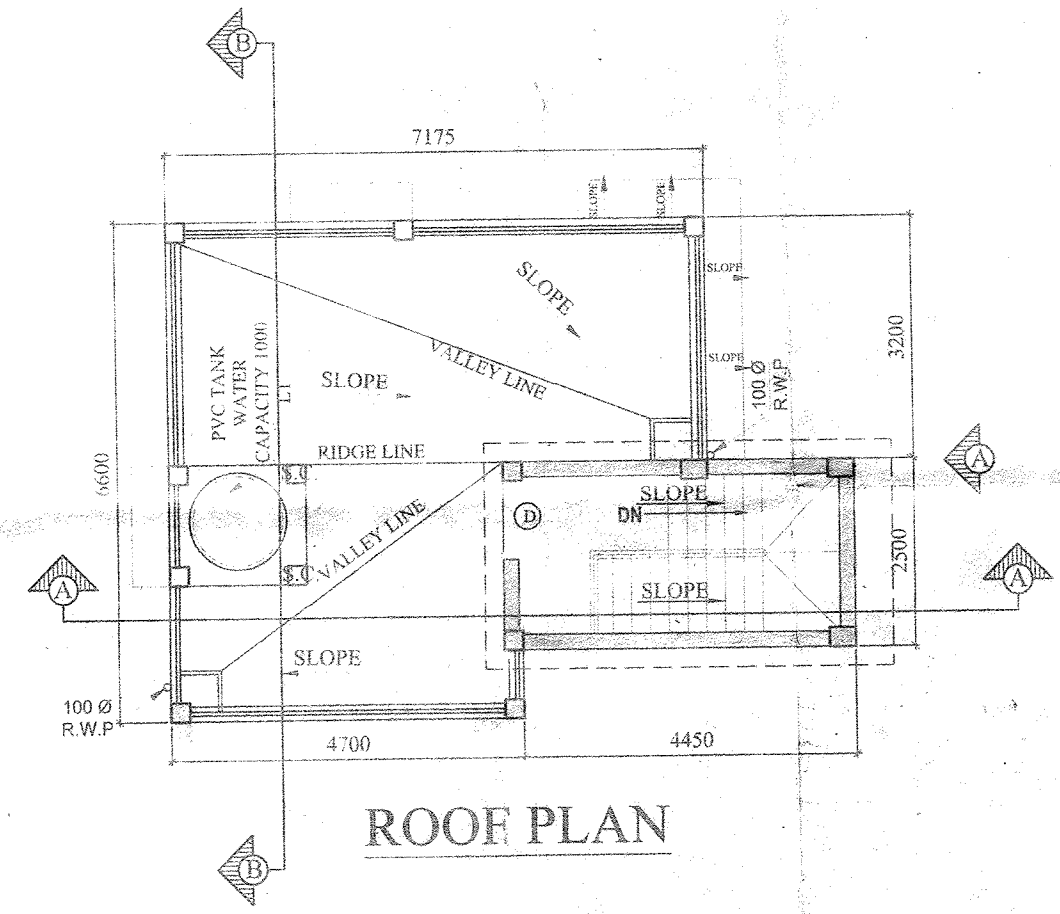 B
7175
SLOPE
SLOPE
SLOPE
SLOPE
SLOPE
VALLEY LINE
SLOPE
PVC TANK
WATER
CAPACITY 1000
LT
100 Ø
R.W.P
3200
6600
RIDGE LINE
S.C
A
VALLEY LINE
D
SLOPE
DN
2500
S.C
A
A
SLOPE
SLOPE
100 Ø
R.W.P
4700
4450
ROOF PLAN
B